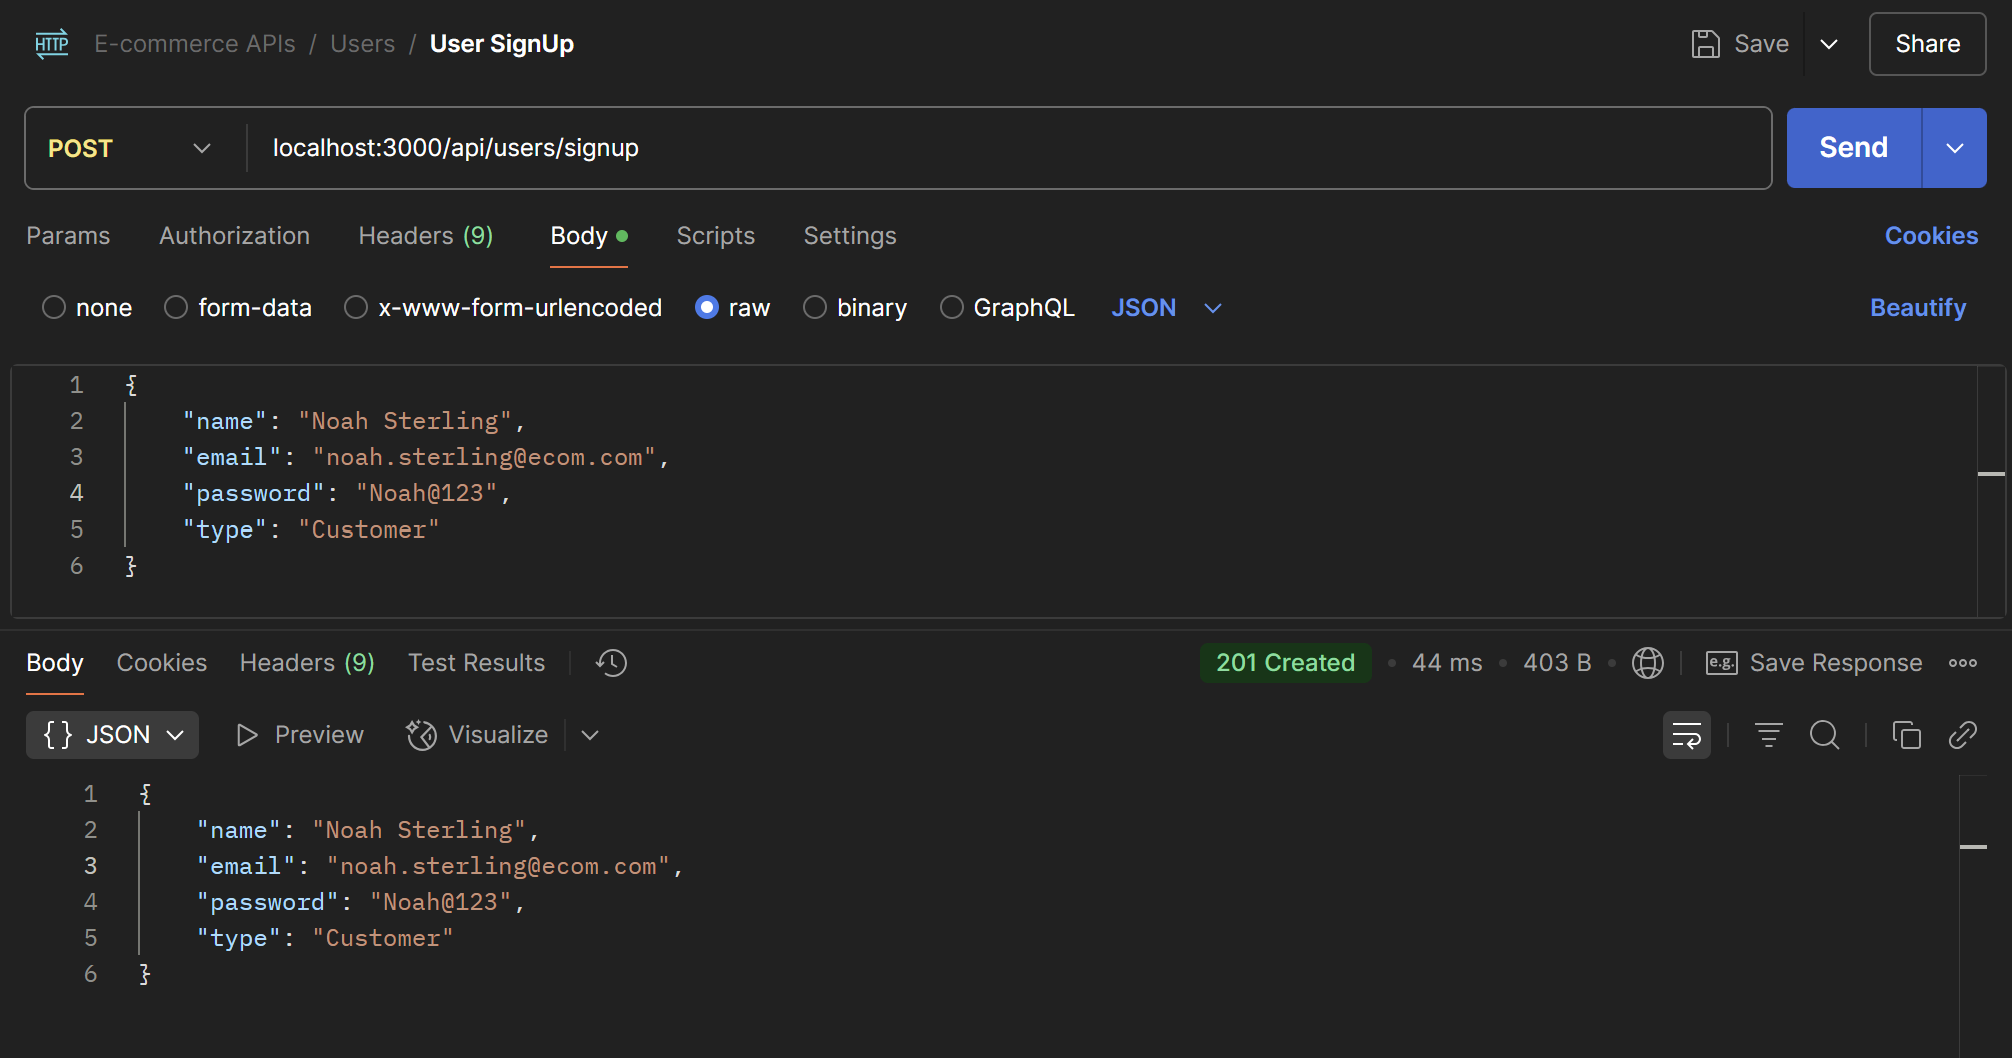 HTTP E-commerce APIs / Users / User SignUp Save Share
POST localhost:3000/api/users/signup Send
Params Authorization Headers (9) Body Scripts Settings Cookies
none form-data x-www-form-urlencoded raw binary GraphQL JSON Beautify
1 {
2 "name": "Noah Sterling",
3 "email": "noah.sterling@ecom.com",
4 "password": "Noah@123",
5 "type": "Customer"
6 }
Body Cookies Headers (9) Test Results 201 Created • 44 ms • 403 B • e.g. Save Response
{} JSON Preview Visualize
1 {
2 "name": "Noah Sterling",
3 "email": "noah.sterling@ecom.com",
4 "password": "Noah@123",
5 "type": "Customer"
6 }